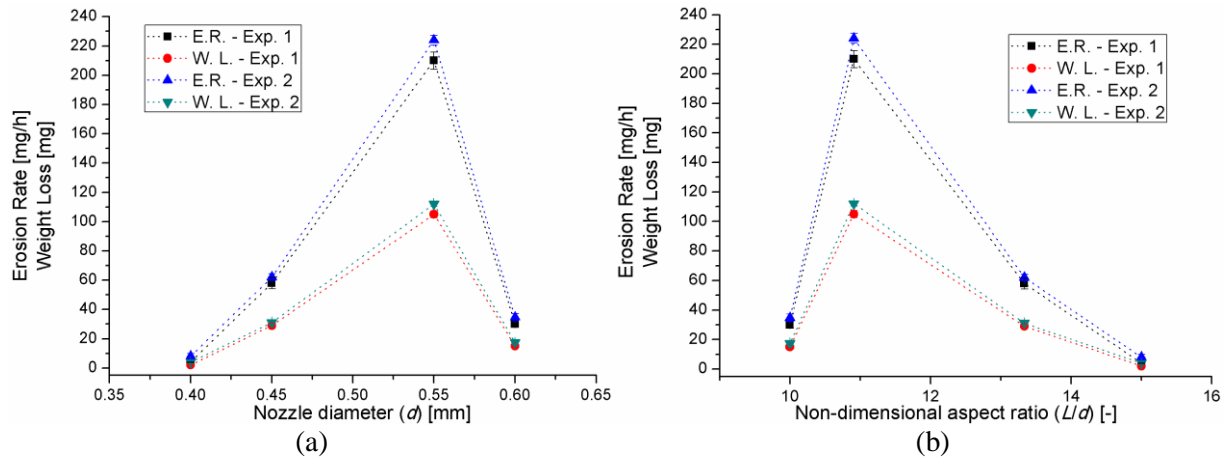 240
220
200
180
160
140
120
100
80
60
40
20
0
Erosion Rate [mg/h]
Weight Loss [mg]
E.R. - Exp. 1
W. L. - Exp. 1
E.R. - Exp. 2
W. L. - Exp. 2
0.35 0.40 0.45 0.50 0.55 0.60 0.65
Nozzle diameter (d) [mm]
(a)
240
220
200
180
160
140
120
100
80
60
40
20
0
Erosion Rate [mg/h]
Weight Loss [mg]
E.R. - Exp. 1
W. L. - Exp. 1
E.R. - Exp. 2
W. L. - Exp. 2
10 12 14 16
Non-dimensional aspect ratio (L/d) [-]
(b)